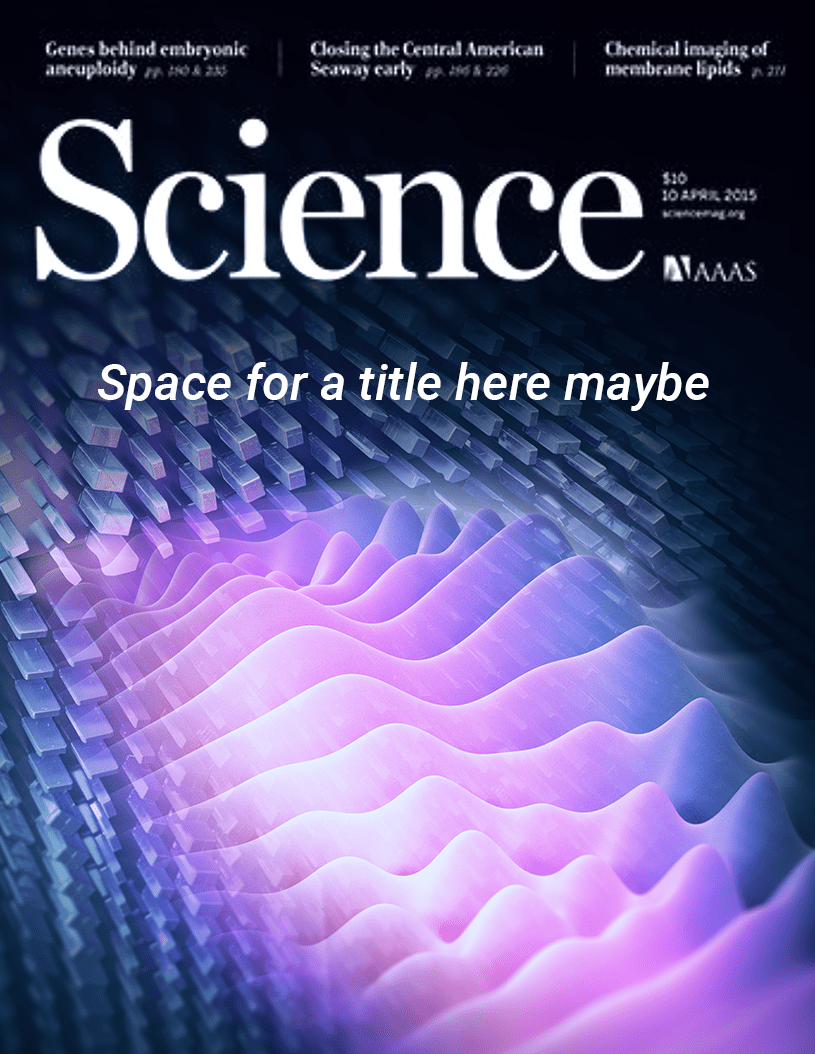 Genes behind embryonic
aneuploidy pp. 180 & 235
Closing the Central American
Seaway early pp. 186 & 226
Chemical imaging of
membrane lipids p. 211
Science
$10
10 APRIL 2015
sciencemag.org
AAAS
Space for a title here maybe